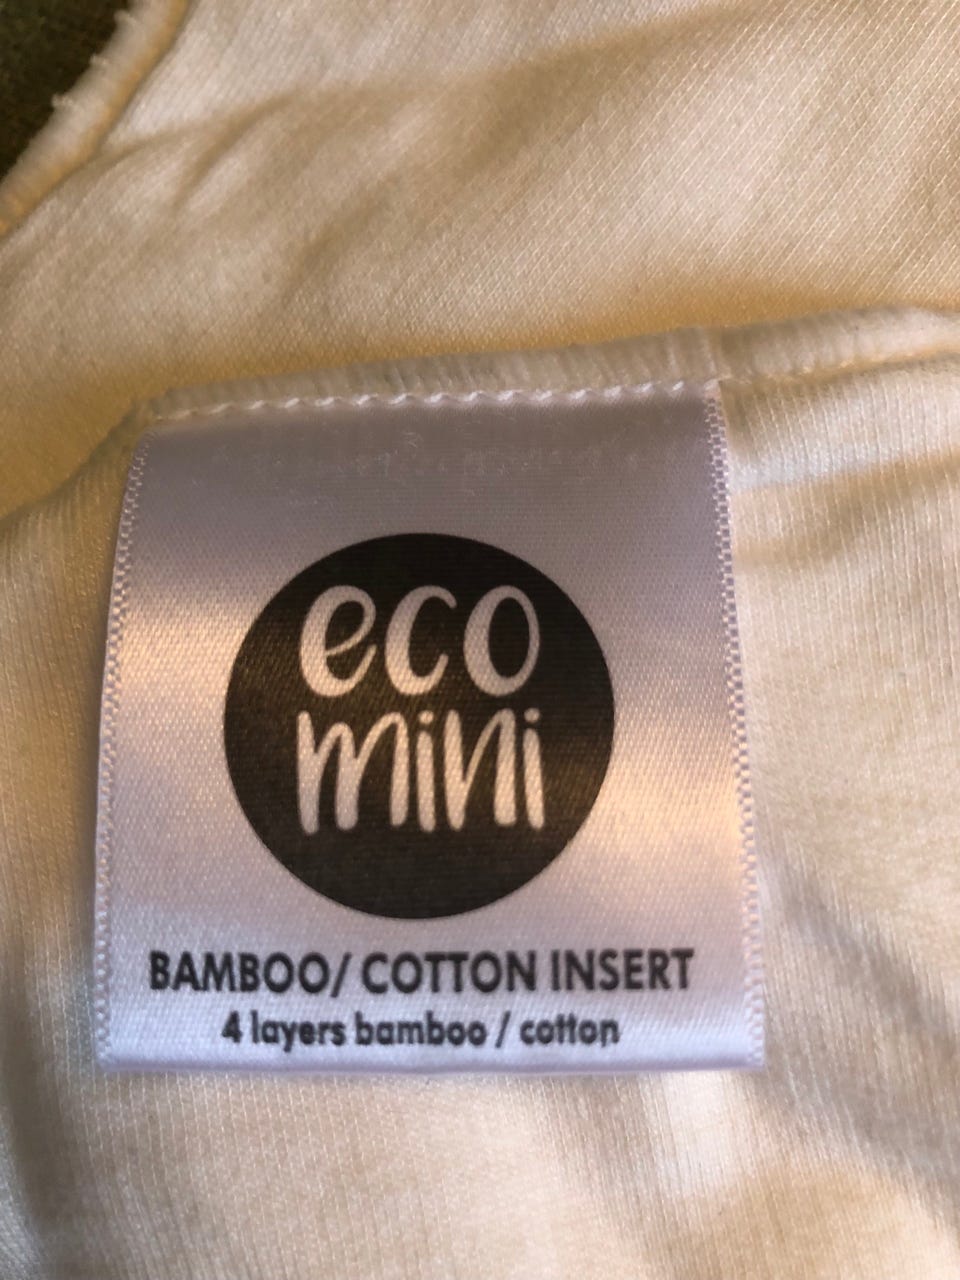 eco
mini
BAMBOO/ COTTON INSERT
4 layers bamboo / cotton